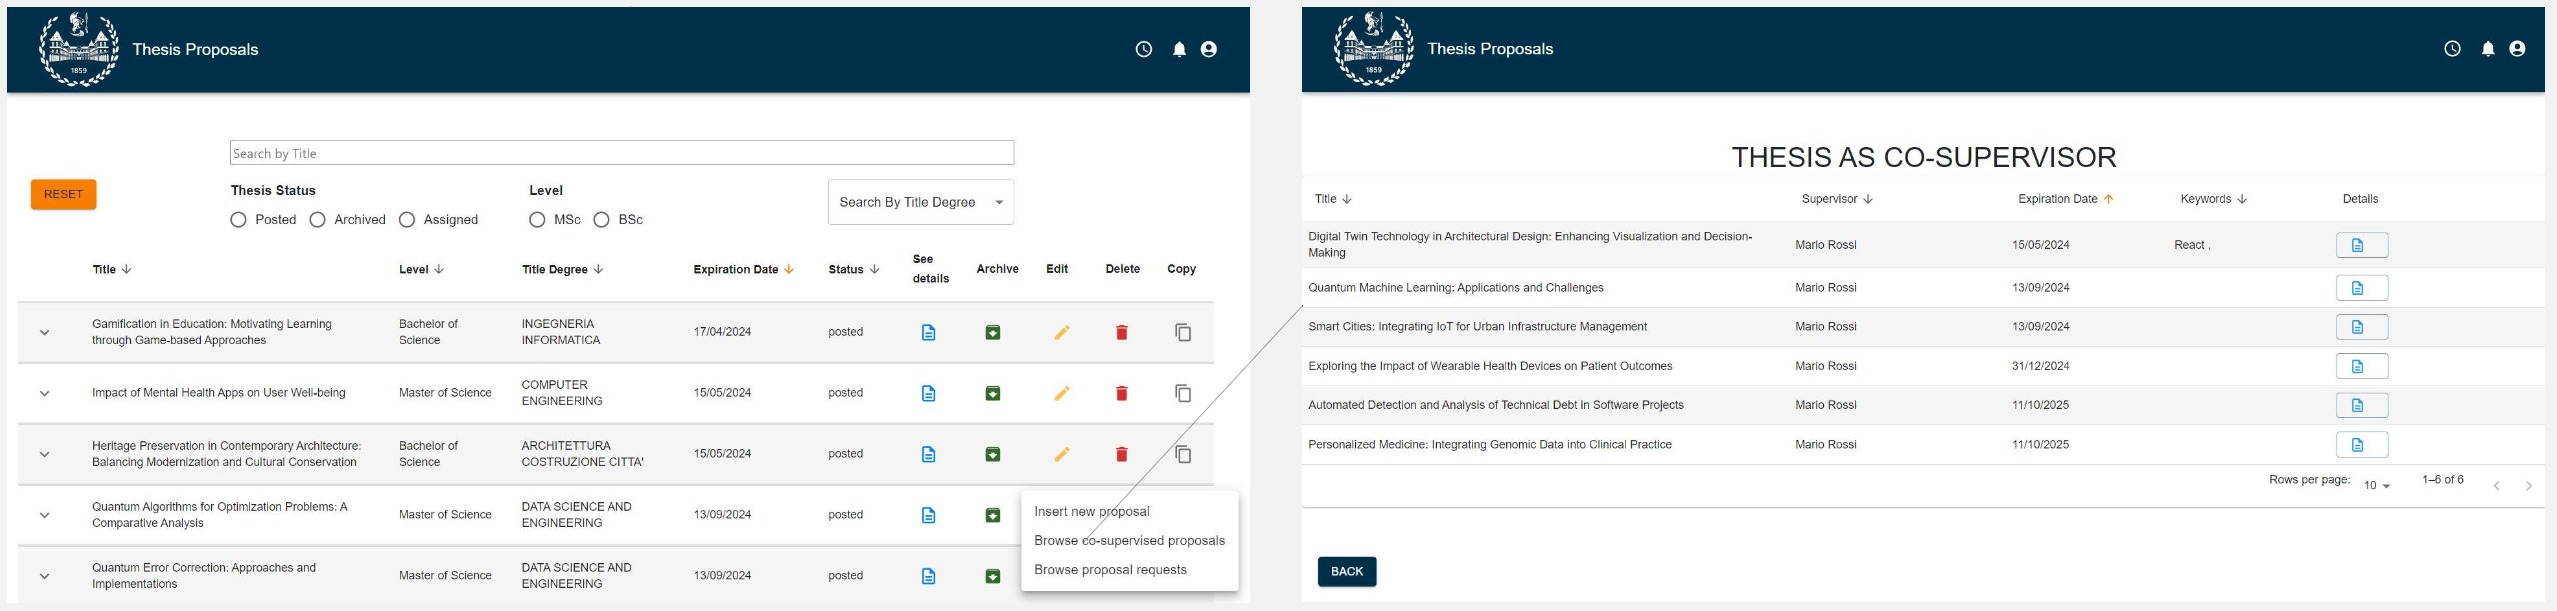 1859
Thesis Proposals
Search by Title
RESET
Thesis Status
Posted
Archived
Assigned
Level
MSc
BSc
Search By Title Degree
Title
Level
Title Degree
Expiration Date
Status
See
details
Archive
Edit
Delete
Copy
Gamification in Education: Motivating Learning
through Game-based Approaches
Bachelor of
Science
INGEGNERIA
INFORMATICA
17/04/2024
posted
Impact of Mental Health Apps on User Well-being
Master of Science
COMPUTER
ENGINEERING
15/05/2024
posted
Heritage Preservation in Contemporary Architecture:
Balancing Modernization and Cultural Conservation
Bachelor of
Science
ARCHITETTURA
COSTRUZIONE CITTA'
15/05/2024
posted
Quantum Algorithms for Optimization Problems: A
Comparative Analysis
Master of Science
DATA SCIENCE AND
ENGINEERING
13/09/2024
posted
Quantum Error Correction: Approaches and
Implementations
Master of Science
DATA SCIENCE AND
ENGINEERING
13/09/2024
posted
Insert new proposal
Browse co-supervised proposals
Browse proposal requests
1859
Thesis Proposals
THESIS AS CO-SUPERVISOR
Title
Supervisor
Expiration Date
Keywords
Details
Digital Twin Technology in Architectural Design: Enhancing Visualization and Decision-
Making
Mario Rossi
15/05/2024
React ,
Quantum Machine Learning: Applications and Challenges
Mario Rossi
13/09/2024
Smart Cities: Integrating IoT for Urban Infrastructure Management
Mario Rossi
13/09/2024
Exploring the Impact of Wearable Health Devices on Patient Outcomes
Mario Rossi
31/12/2024
Automated Detection and Analysis of Technical Debt in Software Projects
Mario Rossi
11/10/2025
Personalized Medicine: Integrating Genomic Data into Clinical Practice
Mario Rossi
11/10/2025
Rows per page:
10
1–6 of 6
BACK